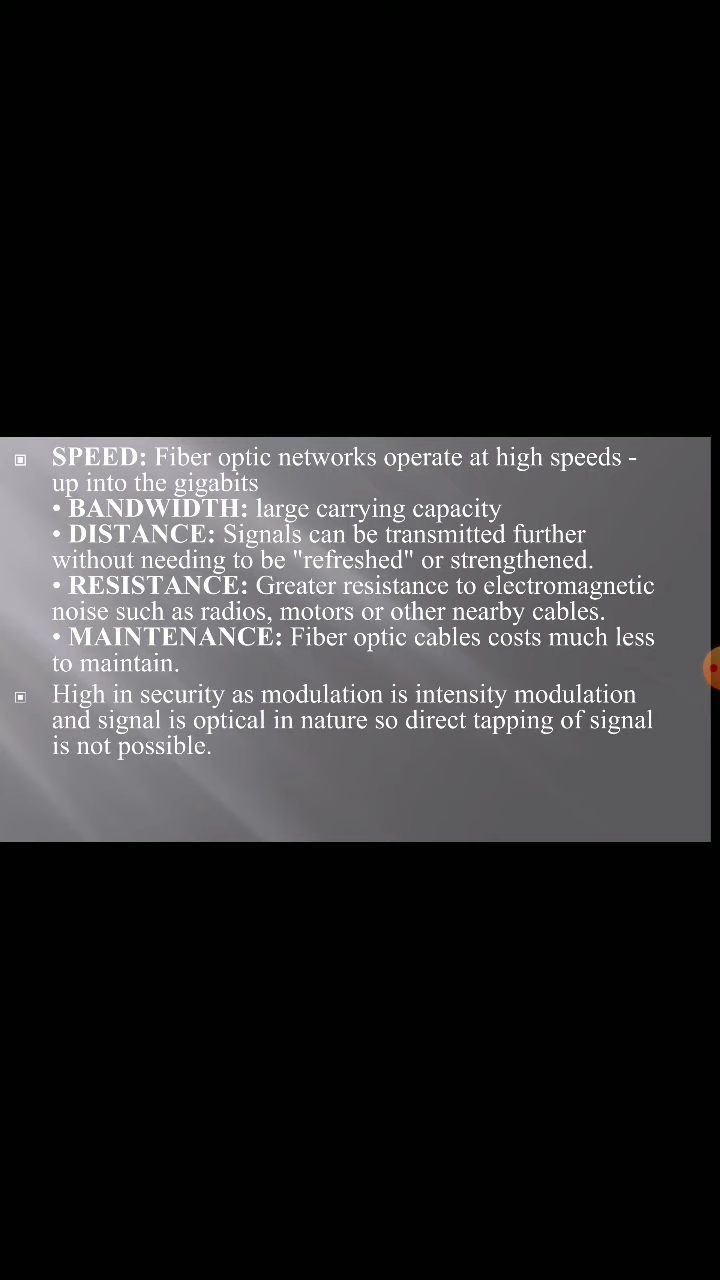 SPEED: Fiber optic networks operate at high speeds -
up into the gigabits
• BANDWIDTH: large carrying capacity
• DISTANCE: Signals can be transmitted further
without needing to be "refreshed" or strengthened.
• RESISTANCE: Greater resistance to electromagnetic
noise such as radios, motors or other nearby cables.
• MAINTENANCE: Fiber optic cables costs much less
to maintain.
High in security as modulation is intensity modulation
and signal is optical in nature so direct tapping of signal
is not possible.